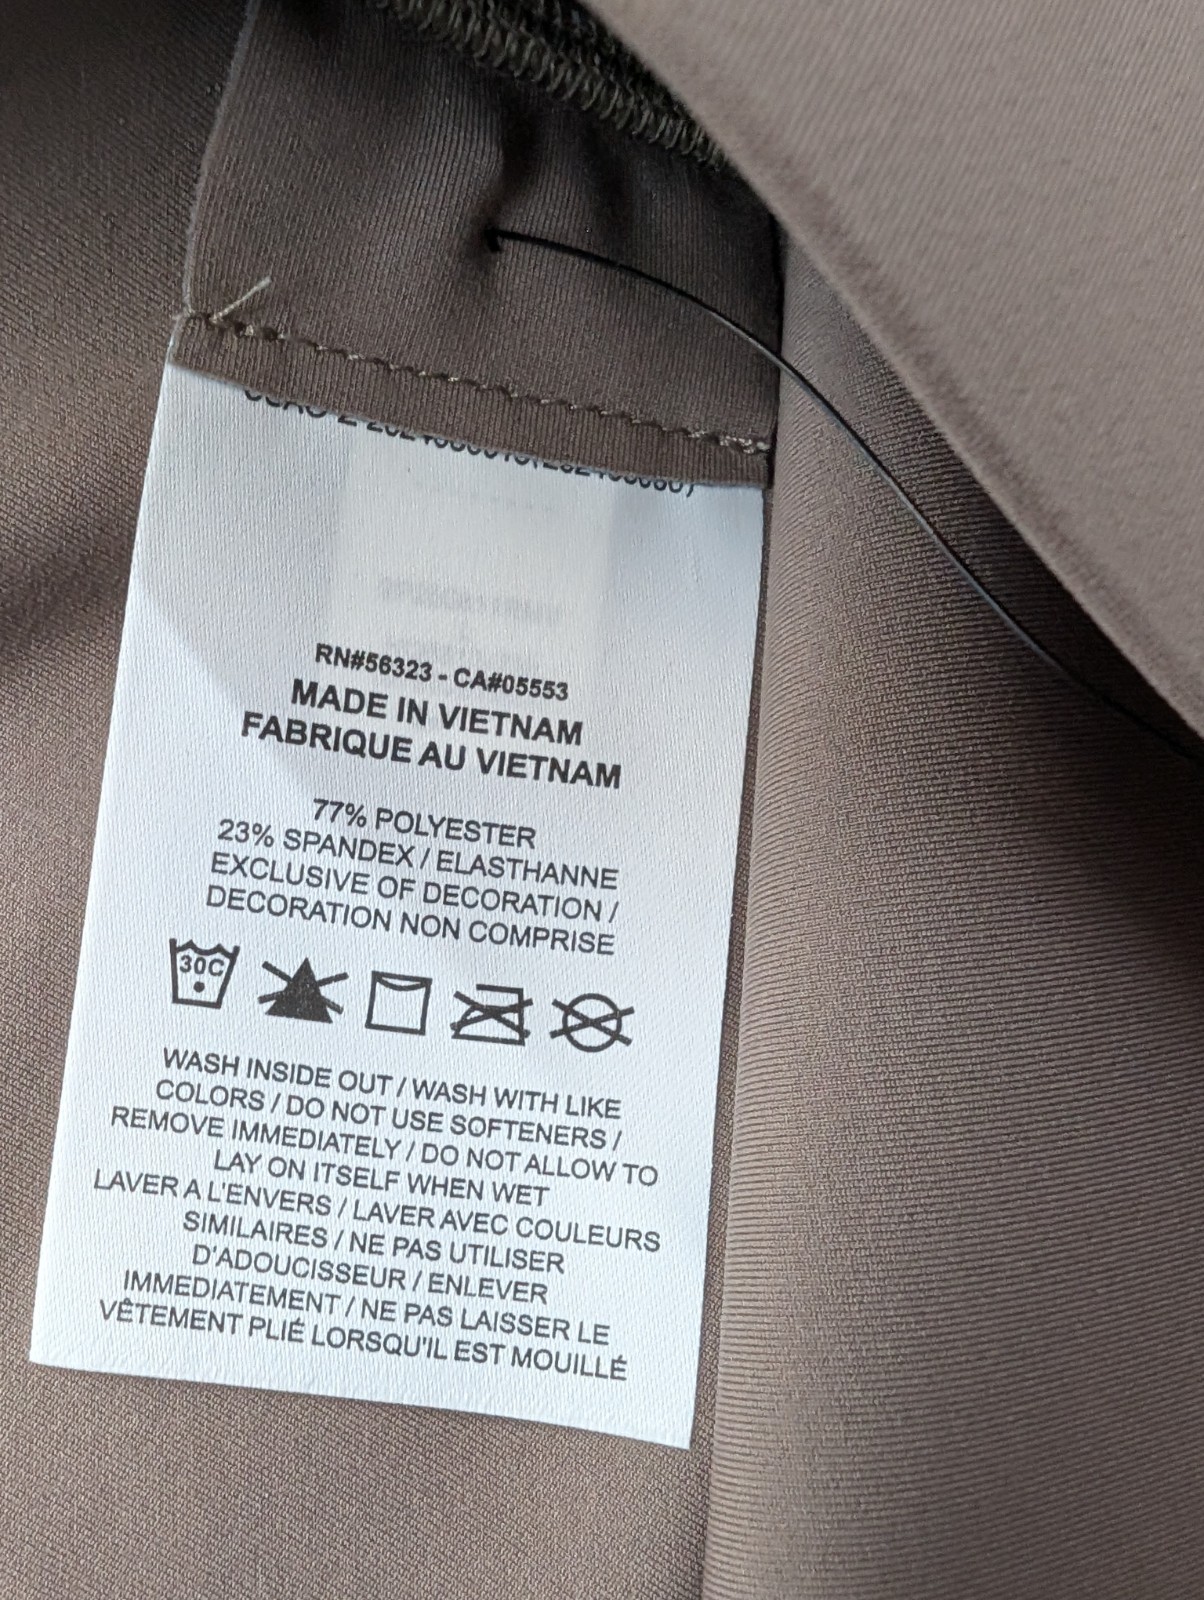 RN#56323 - CA#05553
MADE IN VIETNAM
FABRIQUE AU VIETNAM
77% POLYESTER
23% SPANDEX / ELASTHANNE
EXCLUSIVE OF DECORATION /
DECORATION NON COMPRISE
30C
WASH INSIDE OUT / WASH WITH LIKE
COLORS / DO NOT USE SOFTENERS /
REMOVE IMMEDIATELY / DO NOT ALLOW TO
LAY ON ITSELF WHEN WET
LAVER A L'ENVERS / LAVER AVEC COULEURS
SIMILAIRES / NE PAS UTILISER
D'ADOUCISSEUR / ENLEVER
IMMEDIATEMENT / NE PAS LAISSER LE
VÊTEMENT PLIÉ LORSQU'IL EST MOUILLÉ